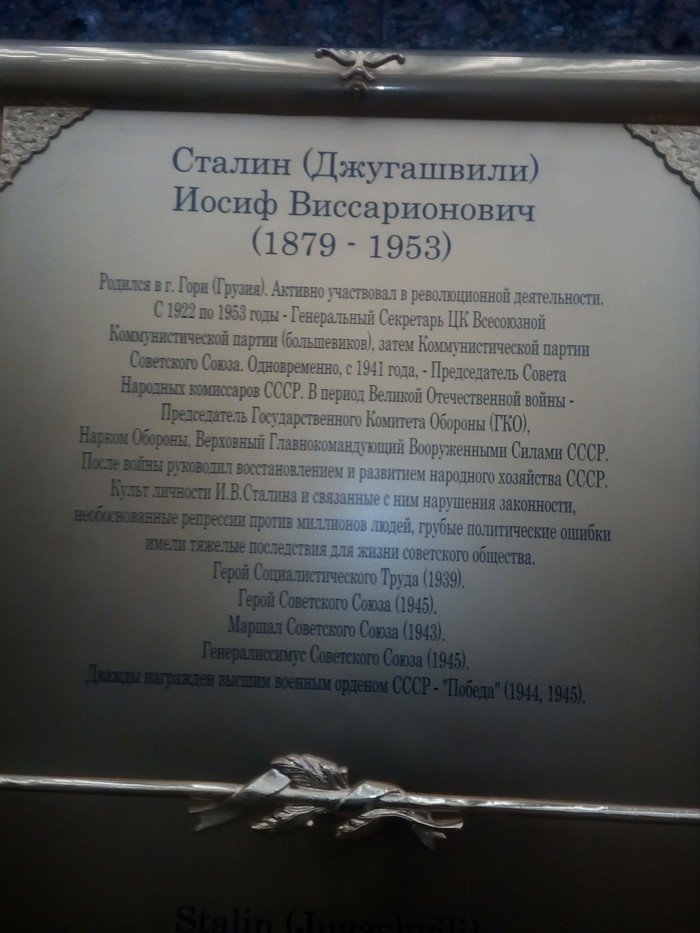 Сталин (Джугашвили)
Иосиф Виссарионович
(1879 - 1953)
Родился в г. Гори (Грузия). Активно участвовал в революционной деятельности.
С 1922 по 1953 годы - Генеральный Секретарь ЦК Всесоюзной
Коммунистической партии (большевиков), затем Коммунистической партии
Советского Союза. Одновременно, с 1941 года, - Председатель Совета
Народных комиссаров СССР. В период Великой Отечественной войны -
Председатель Государственного Комитета Обороны (ГКО),
Нарком Обороны, Верховный Главнокомандующий Вооруженными Силами СССР.
После войны руководил восстановлением и развитием народного хозяйства СССР.
Культ личности И.В.Сталина и связанные с ним нарушения законности,
необоснованные репрессии против миллионов людей, грубые политические ошибки
имели тяжелые последствия для жизни советского общества.
Герой Социалистического Труда (1939).
Герой Советского Союза (1945).
Маршал Советского Союза (1943).
Генералиссимус Советского Союза (1945).
Дважды награжден высшим военным орденом СССР - "Победа" (1944, 1945).
Stalin